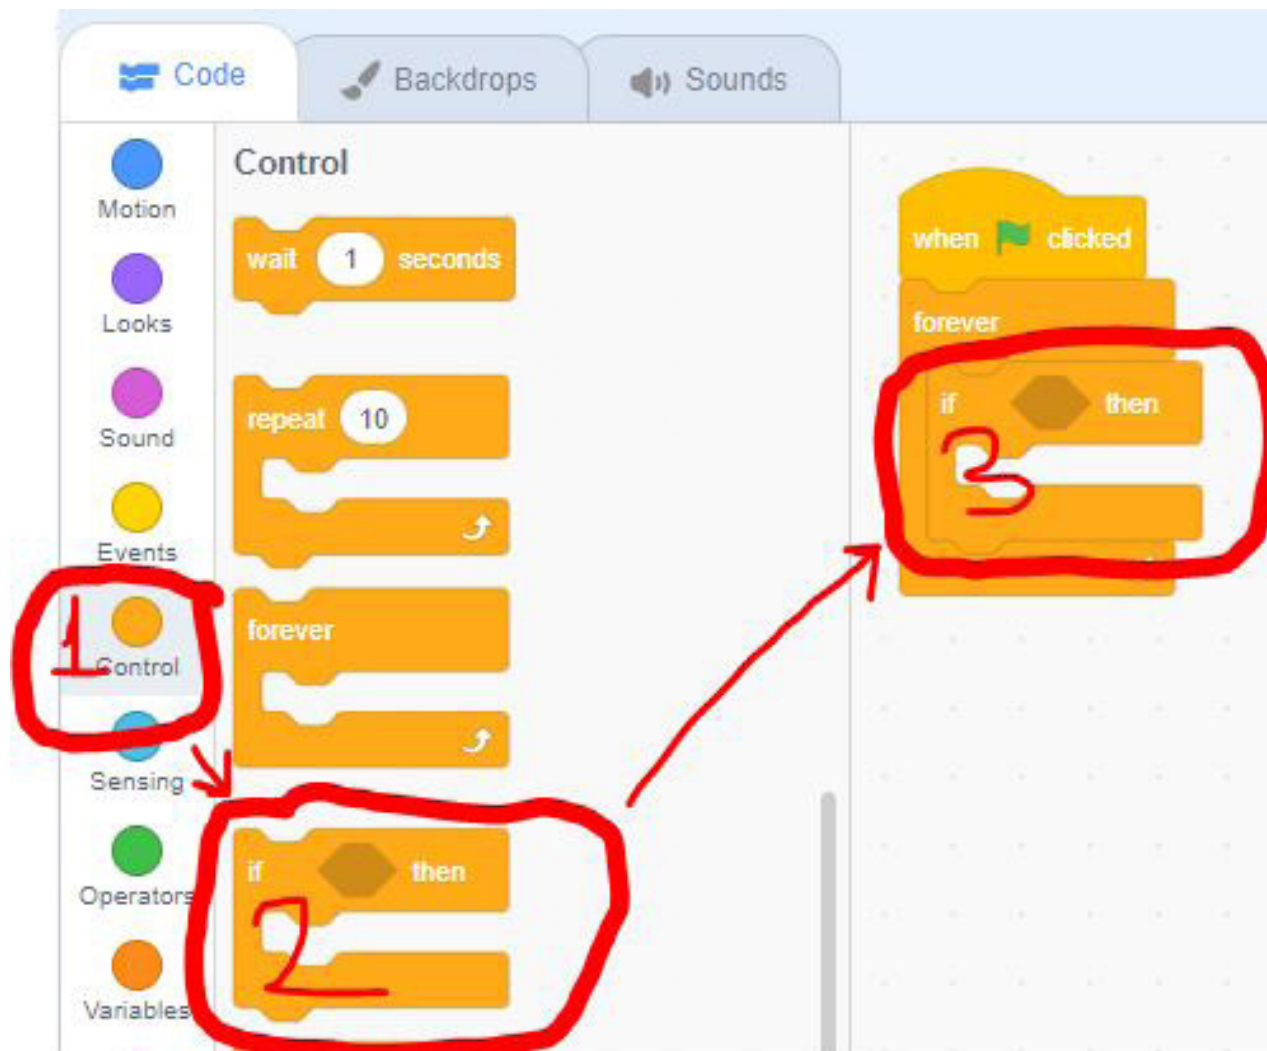 Code
Backdrops
Sounds
Motion
Looks
Sound
Events
Control
Sensing
Operators
Variables
Control
wait 1 seconds
repeat 10
forever
if then
when clicked
forever
if then
1
2
3